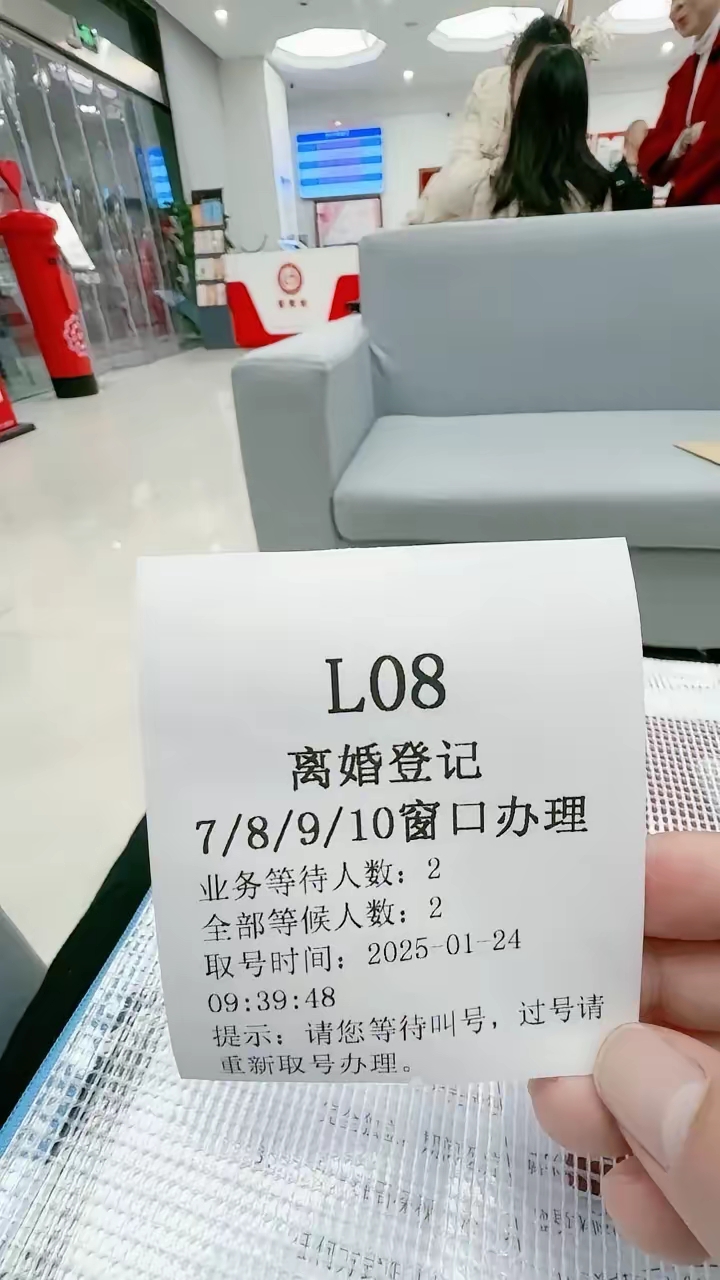 L08
离婚登记
7/8/9/10窗口办理
业务等待人数：2
全部等候人数：2
取号时间：2025-01-24
09:39:48
提示：请您等待叫号，过号请
重新取号办理。